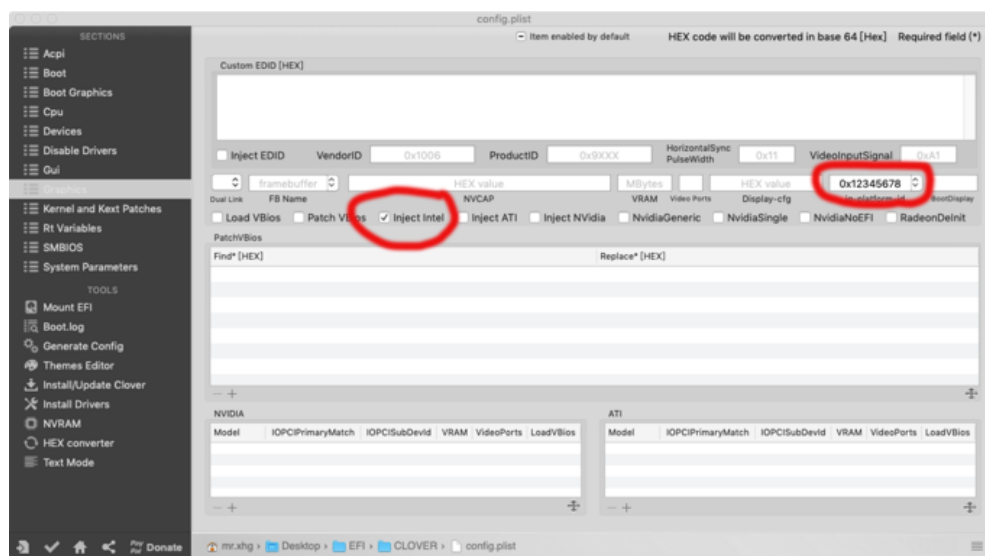 config.plist
SECTIONS
Item enabled by default HEX code will be converted in base 64 [Hex] Required field (*)
Acpi
Boot
Boot Graphics
Cpu
Devices
Disable Drivers
Gui
Graphics
Kernel and Kext Patches
Rt Variables
SMBIOS
System Parameters
TOOLS
Mount EFI
Boot.log
Generate Config
Themes Editor
Install/Update Clover
Install Drivers
NVRAM
HEX converter
Text Mode
Donate
Custom EDID [HEX]
Inject EDID VendorID 0x1006 ProductID 0x9XXX HorizontalSync PulseWidth 0x11 VideoInputSignal 0xA1
framebuffer HEX value MBytes HEX value 0x12345678
Dual Link FB Name NVCAP VRAM Video Ports Display-cfg ig-platform-id BootDisplay
Load VBios Patch VBios Inject Intel Inject ATI Inject NVidia NvidiaGeneric NvidiaSingle NvidiaNoEFI RadeonDeInit
PatchVBios
Find* [HEX] Replace* [HEX]
NVIDIA
Model IOPCIPrimaryMatch IOPCISubDevId VRAM VideoPorts LoadVBios
ATI
Model IOPCIPrimaryMatch IOPCISubDevId VRAM VideoPorts LoadVBios
mr.xhg › Desktop › EFI › CLOVER › config.plist